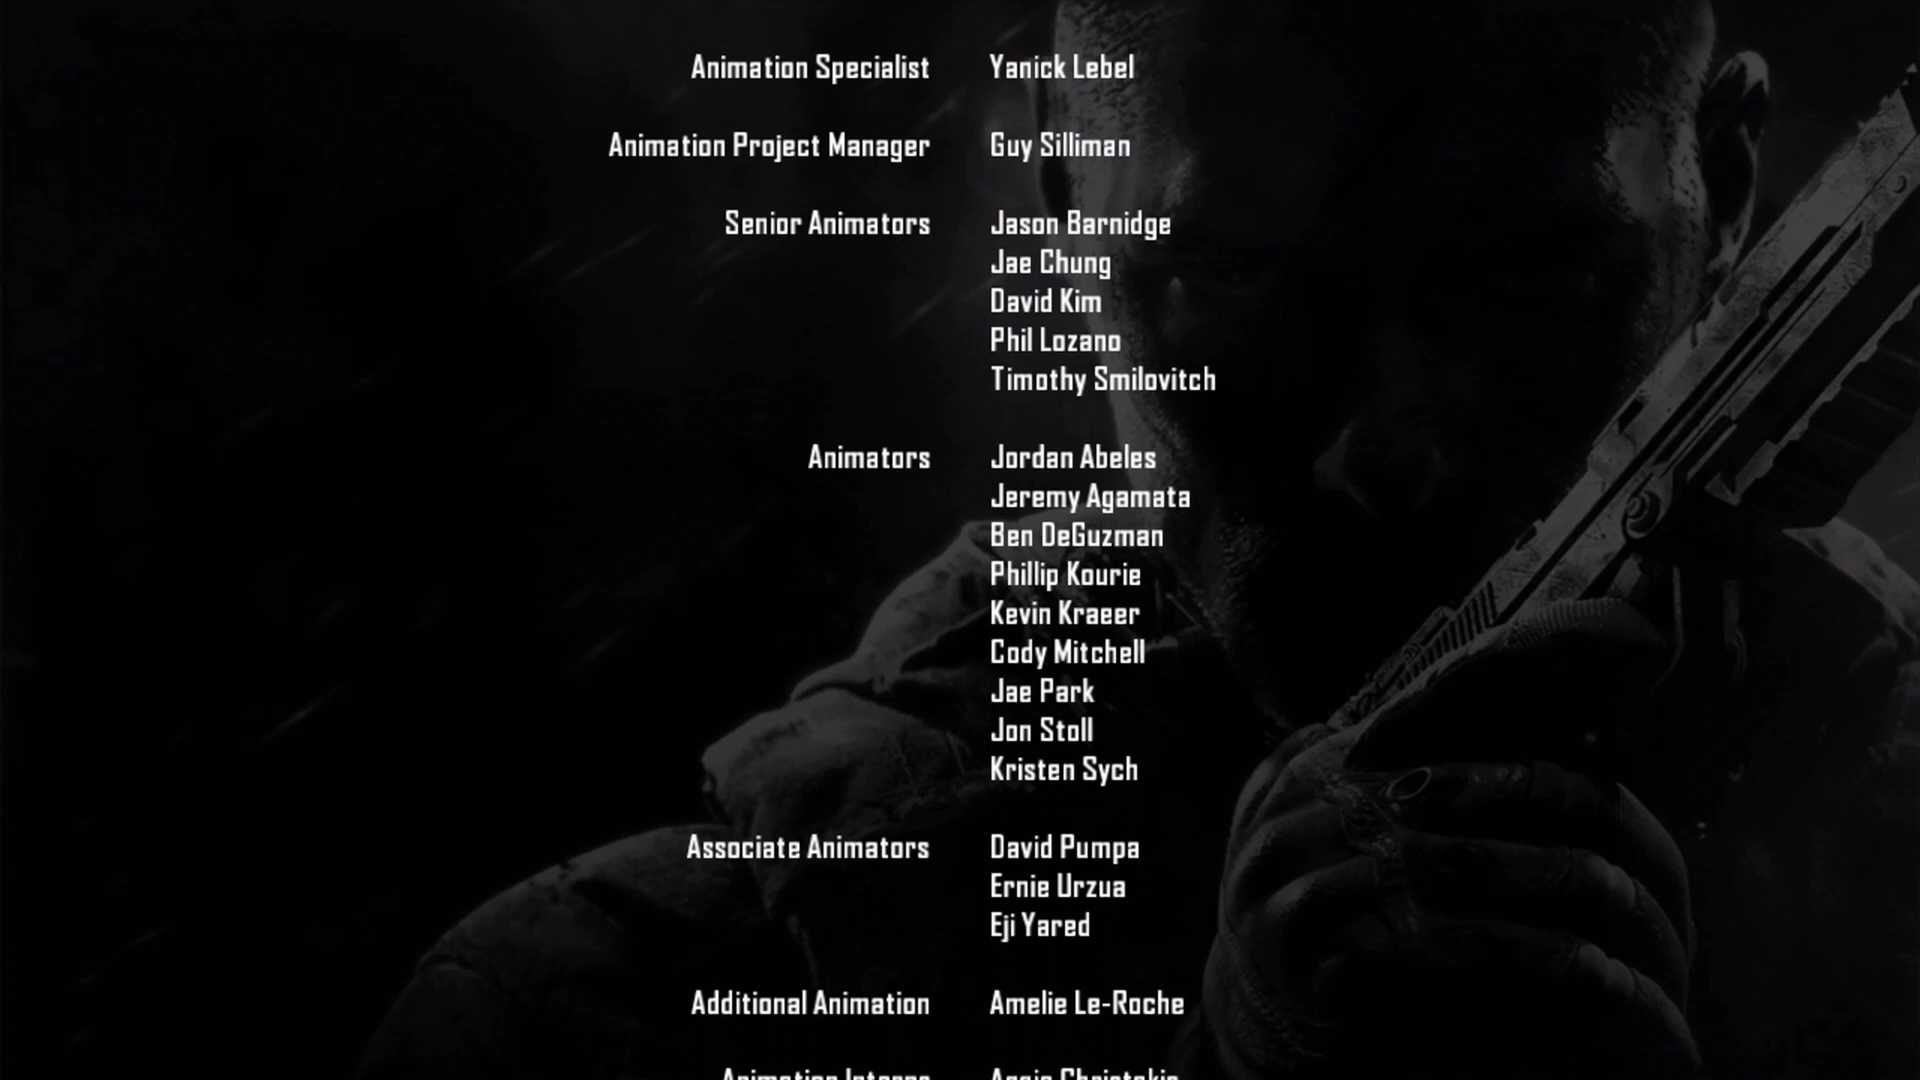 Animation Specialist Yanick Lebel
Animation Project Manager Guy Silliman
Senior Animators Jason Barnidge
Jae Chung
David Kim
Phil Lozano
Timothy Smilovitch
Animators Jordan Abeles
Jeremy Agamata
Ben DeGuzman
Phillip Kourie
Kevin Kraeer
Cody Mitchell
Jae Park
Jon Stoll
Kristen Sych
Associate Animators David Pumpa
Ernie Urzua
Eji Yared
Additional Animation Amelie Le-Roche
Animation Interns